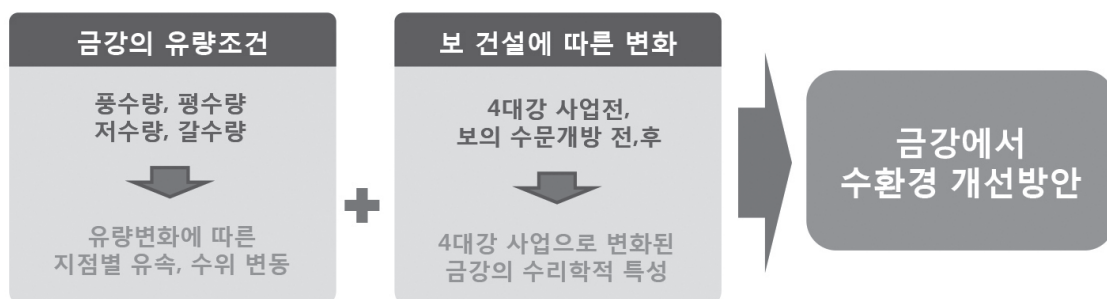 금강의 유량조건
풍수량, 평수량
저수량, 갈수량
유량변화에 따른
지점별 유속, 수위 변동
보 건설에 따른 변화
4대강 사업전,
보의 수문개방 전,후
4대강 사업으로 변화된
금강의 수리학적 특성
금강에서
수환경 개선방안